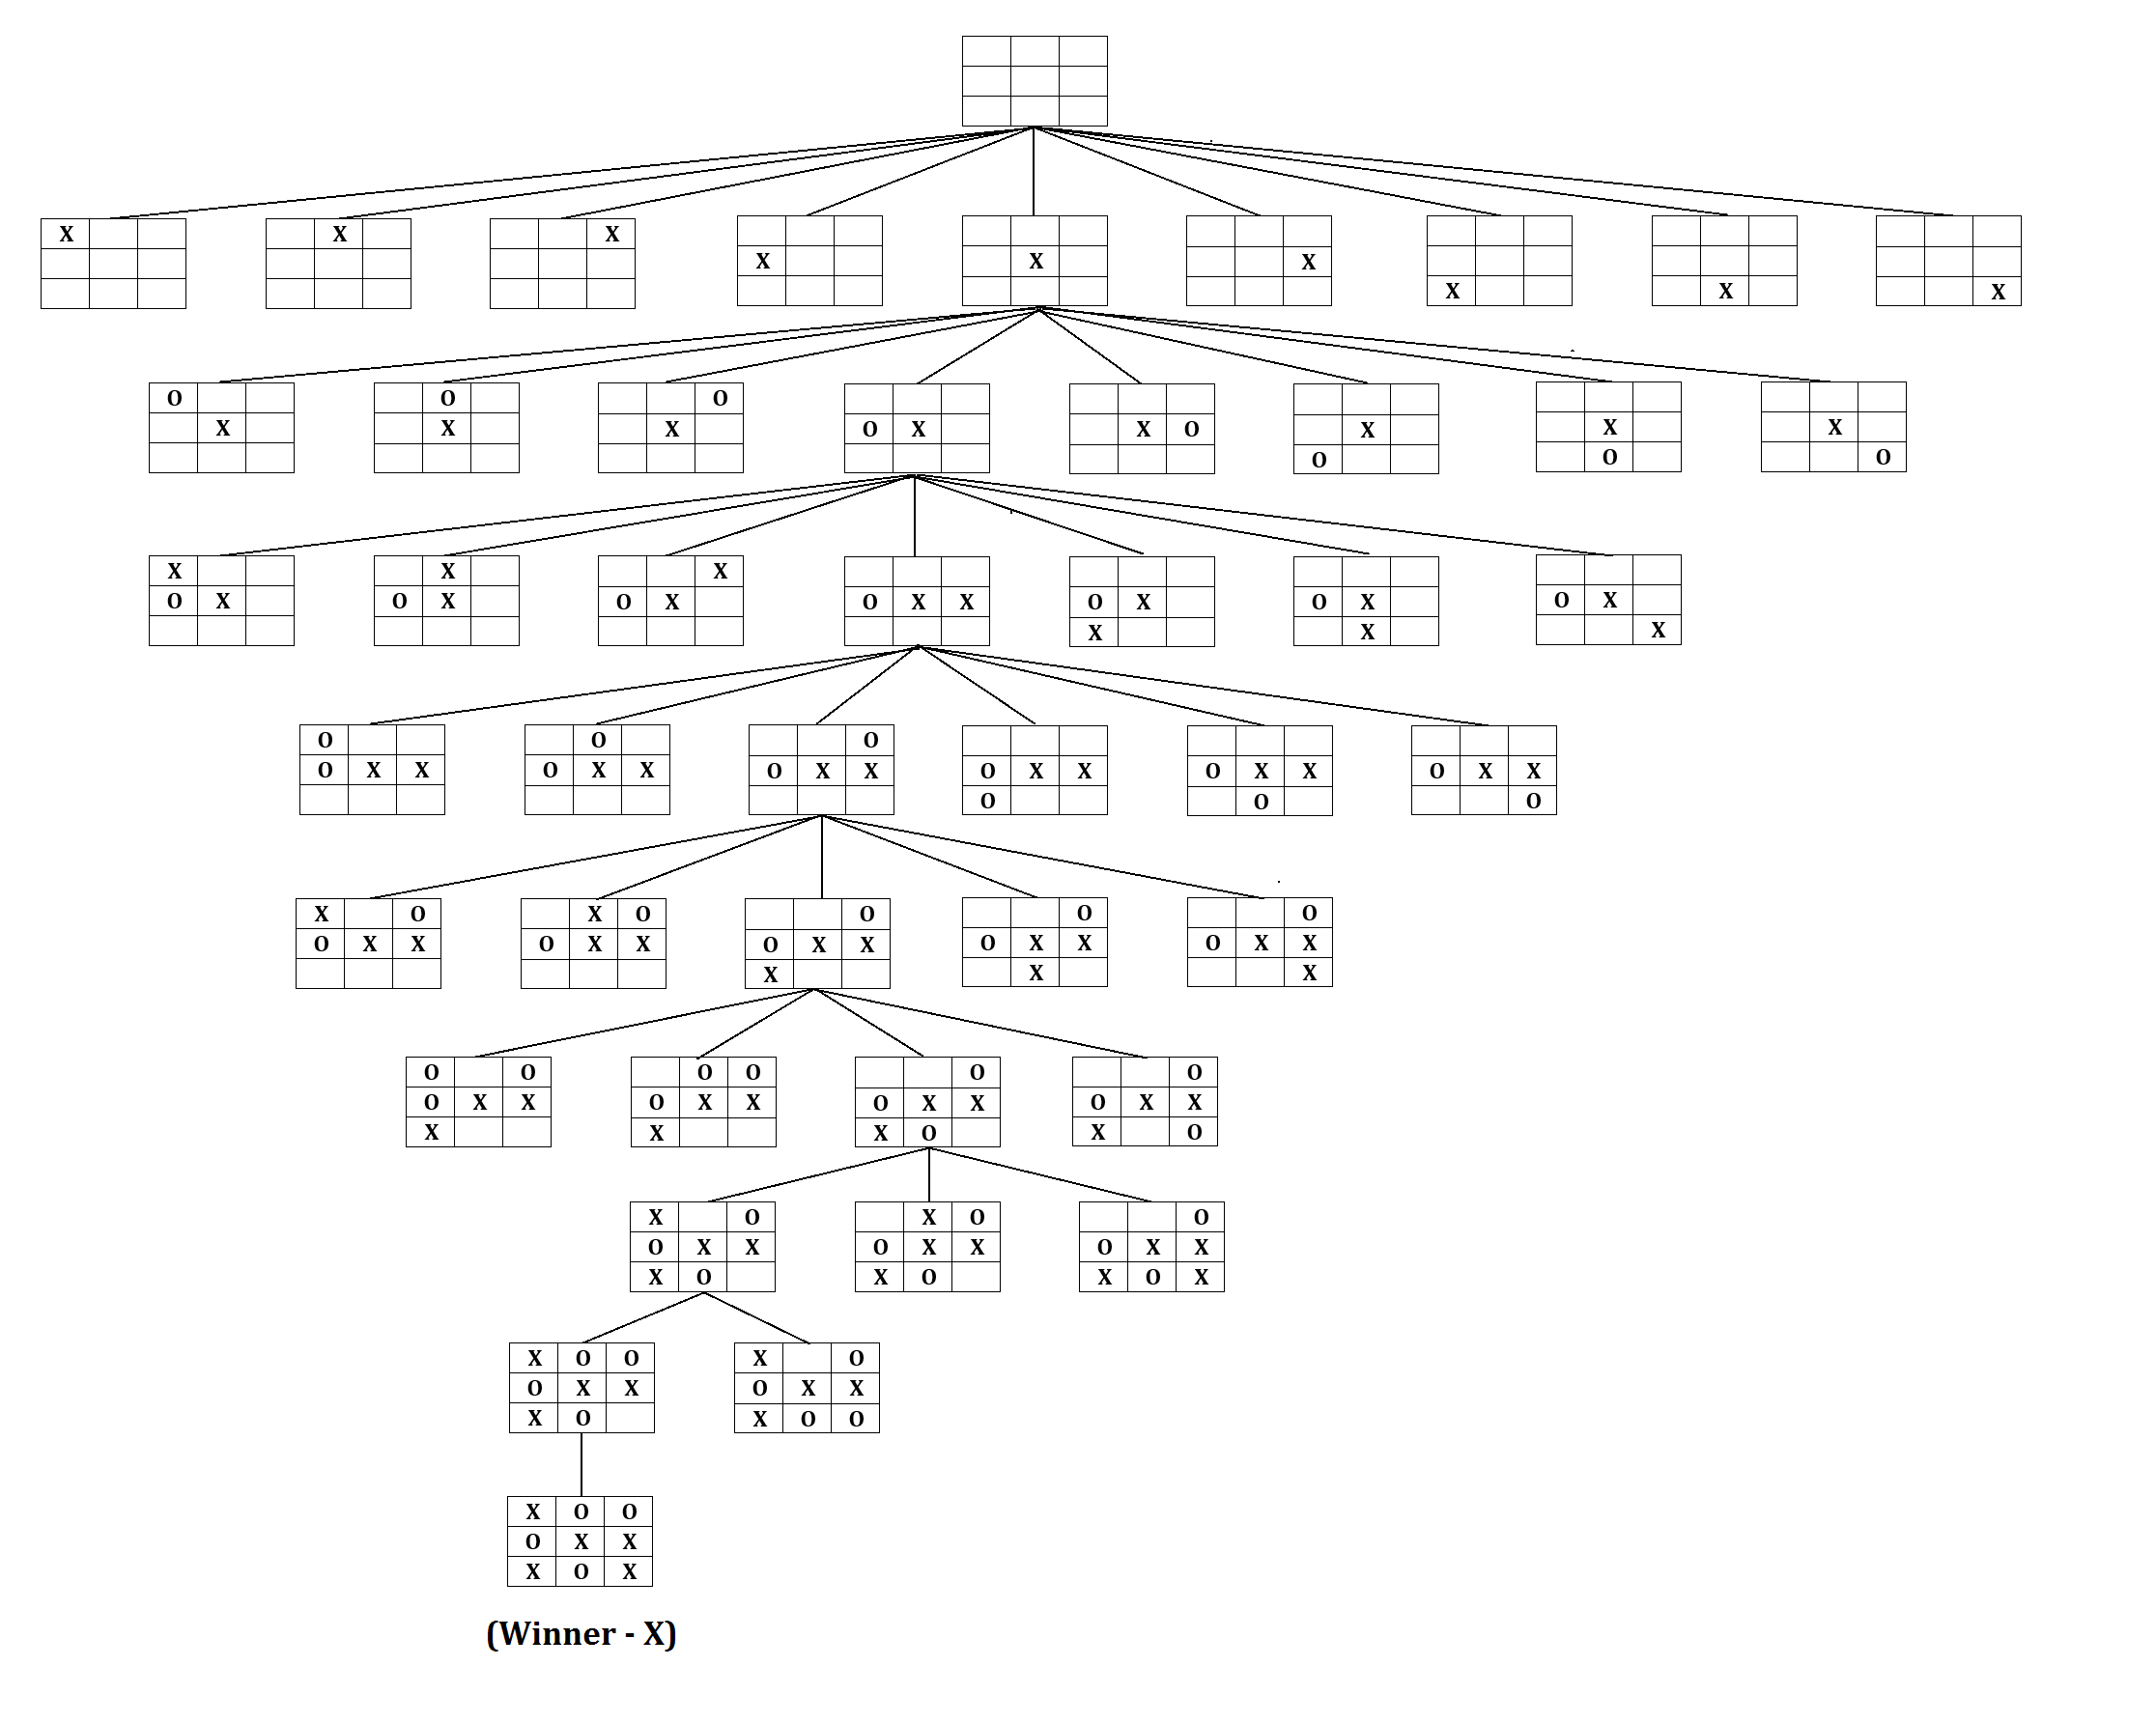 X X X
X X X
X X X
O O O
X X X O X X X X
O X O
O O
X X X
O X O X O X O X X O X O X O X
X X X
O O O
O X X O X X O X X O X X O X X O X X
O O O
X O X O O O O
O X X O X X O X X O X X O X X
X X X
O O O O O O
O X X O X X O X X O X X
X X X O X O
X O X O O
O X X O X X O X X
X O X O X O X
X O O X O
O X X O X X
X O X O O
X O O
O X X
X O X
(Winner - X)